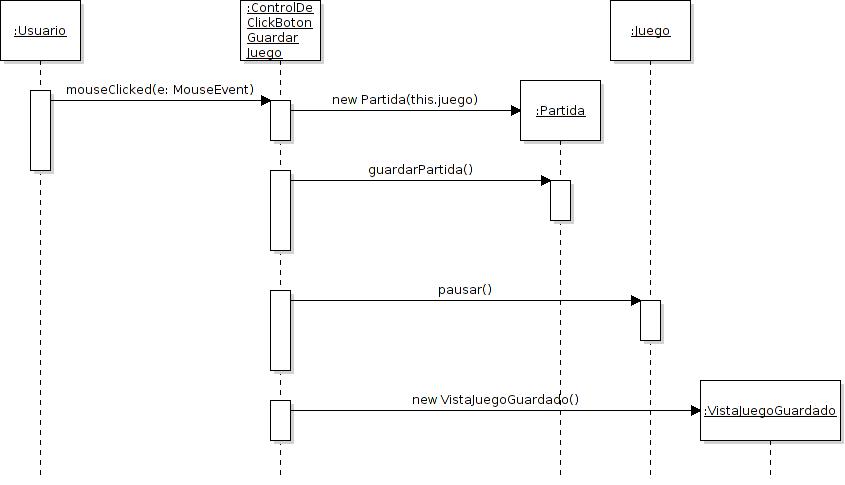 :Usuario
:ControlDe
ClickBoton
Guardar
Juego
:Juego
mouseClicked(e: MouseEvent)
new Partida(this.juego)
:Partida
guardarPartida()
pausar()
new VistaJuegoGuardado()
:VistaJuegoGuardado